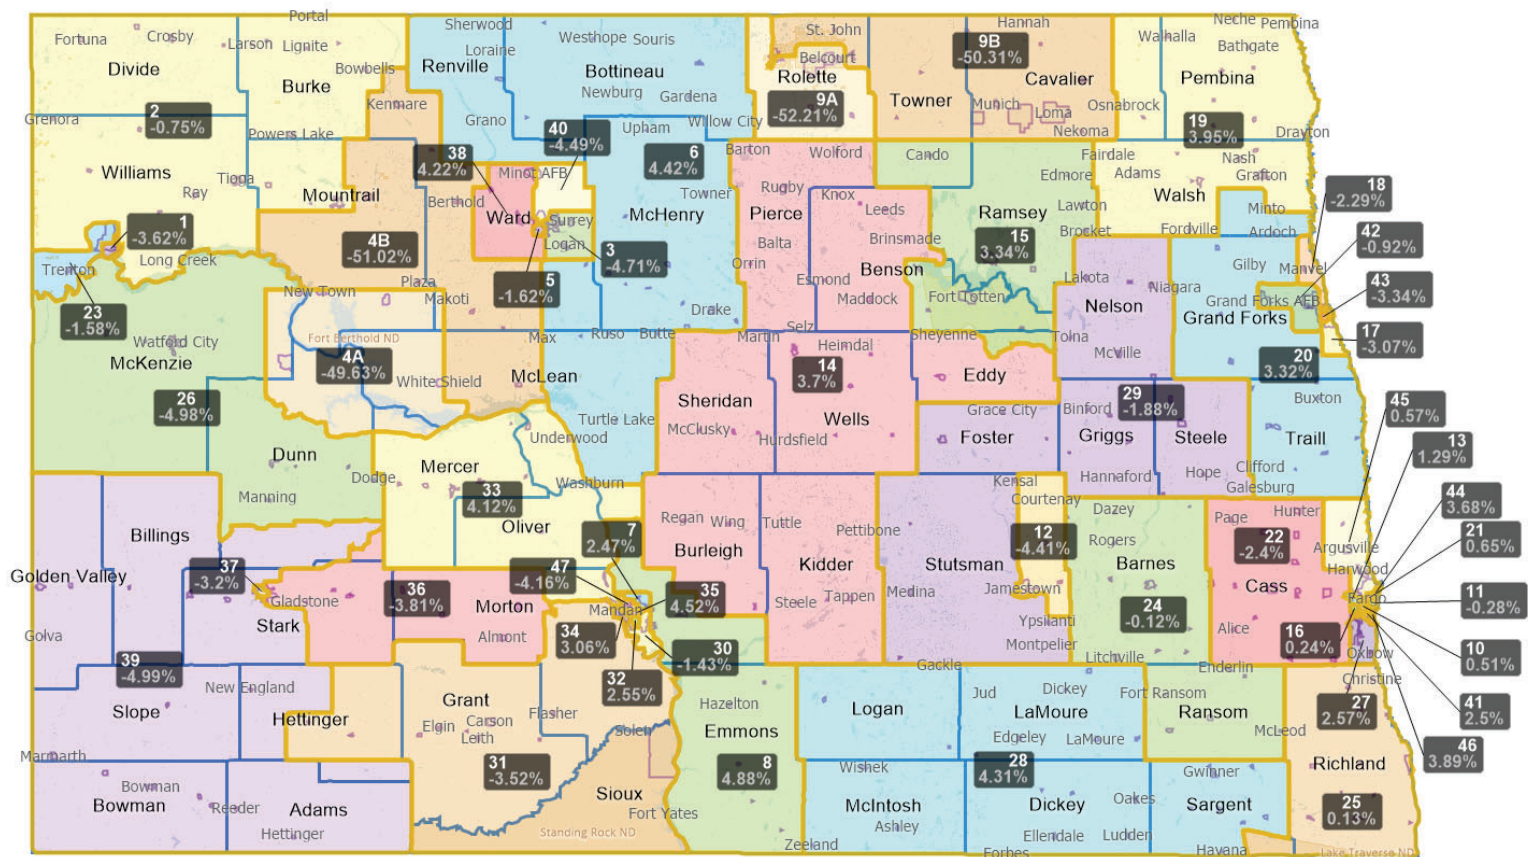 Portal
Fortuna
Crosby
Larson
Lignite
Divide
Burke
Bowbells
Kenmare
Sherwood
Loraine
Renville
Westhope
Souris
Bottineau
Newburg
Gardena
Grano
Upham
Willow City
St. John
Belcourt
Rolette
9A
-52.21%
Hannah
9B
-50.31%
Cavalier
Towner
Munich
Loma
Osnabrock
Nekoma
Neche
Pembina
Walhalla
Bathgate
Pembina
19
3.95%
Drayton
2
-0.75%
Grenora
Powers Lake
Williams
Ray
Tioga
Mountrail
38
4.22%
40
-4.49%
Minot AFB
6
4.42%
Barton
Wolford
Cando
Fairdale
Adams
Edmore
Nash
Grafton
Walsh
18
-2.29%
Berthold
Ward
Surrey
Logan
Towner
McHenry
Rugby
Pierce
Knox
Leeds
Balta
Brinsmade
Orrin
Esmond
Benson
Maddock
Ramsey
15
3.34%
Lawton
Brocket
Fordville
Minto
Ardoch
42
-0.92%
1
-3.62%
Trenton
Long Creek
4B
-51.02%
Plaza
Makoti
New Town
5
-1.62%
3
-4.71%
Drake
Lakota
Niagara
Gilby
Manvel
43
-3.34%
23
-1.58%
Fort Totten
Nelson
Grand Forks AFB
Grand Forks
17
-3.07%
Watford City
McKenzie
Fort Berthold ND
4A
-49.63%
White Shield
Max
McLean
Ruso
Butte
Martin
Selz
Heimdal
Sheyenne
Tolna
McVille
20
3.32%
14
3.7%
Eddy
26
-4.98%
Sheridan
Wells
McClusky
Hurdsfield
Turtle Lake
Underwood
Grace City
Foster
Binford
29
-1.88%
Griggs
Steele
Buxton
Traill
45
0.57%
13
1.29%
Dunn
Manning
Dodge
Mercer
33
4.12%
Oliver
Washburn
Kensal
Courtenay
Hannaford
Hope
Clifford
Galesburg
44
3.68%
21
0.65%
Billings
Golden Valley
37
-3.2%
Gladstone
36
-3.81%
7
2.47%
47
-4.16%
Regan
Wing
Burleigh
Tuttle
Pettibone
Kidder
Steele
Tappen
Stutsman
Medina
12
-4.41%
Jamestown
Dazey
Rogers
Barnes
24
-0.12%
Page
Hunter
22
-2.4%
Argusville
Harwood
Cass
Fargo
11
-0.28%
Golva
Stark
Morton
Almont
Mandan
35
4.52%
34
3.06%
30
-1.43%
32
2.55%
Ypsilanti
Montpelier
Gackle
Litchville
Alice
16
0.24%
Enderlin
Oxbow
Christine
10
0.51%
39
-4.99%
New England
Slope
Hettinger
Grant
Elgin
Carson
Leith
Flasher
Solen
Hazelton
Emmons
8
4.88%
Logan
Jud
Dickey
LaMoure
Edgeley
LaMoure
Fort Ransom
Ransom
McLeod
27
2.57%
41
2.5%
46
3.89%
Marmarth
Bowman
Bowman
Reeder
Adams
Hettinger
31
-3.52%
Sioux
Fort Yates
Standing Rock ND
Wishek
McIntosh
Ashley
Zeeland
28
4.31%
Dickey
Ellendale
Forbes
Oakes
Ludden
Gwinner
Sargent
Havana
Richland
25
0.13%
Lake Traverse ND